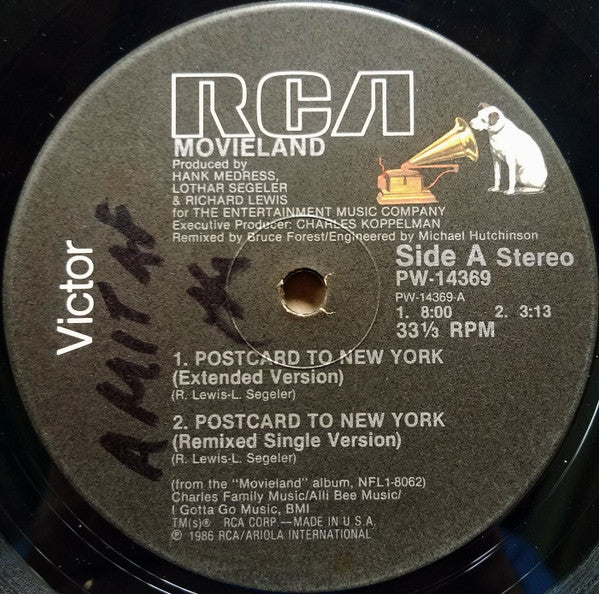 RCA
MOVIELAND
Produced by
HANK MEDRESS,
LOTHAR SEGELER
& RICHARD LEWIS
for THE ENTERTAINMENT MUSIC COMPANY
Executive Producer: CHARLES KOPPELMAN
Remixed by Bruce Forest/Engineered by Michael Hutchinson
Victor
Side A Stereo
PW-14369
PW-14369-A
1. 8:00 2. 3:13
33⅓ RPM
1. POSTCARD TO NEW YORK
(Extended Version)
(R. Lewis-L. Segeler)
2. POSTCARD TO NEW YORK
(Remixed Single Version)
(R. Lewis-L. Segeler)
(from the "Movieland" album, NFL1-8062)
Charles Family Music/Alli Bee Music/
I Gotta Go Music, BMI
TM(s)® RCA CORP.—MADE IN U.S.A.
℗ 1986 RCA/ARIOLA INTERNATIONAL